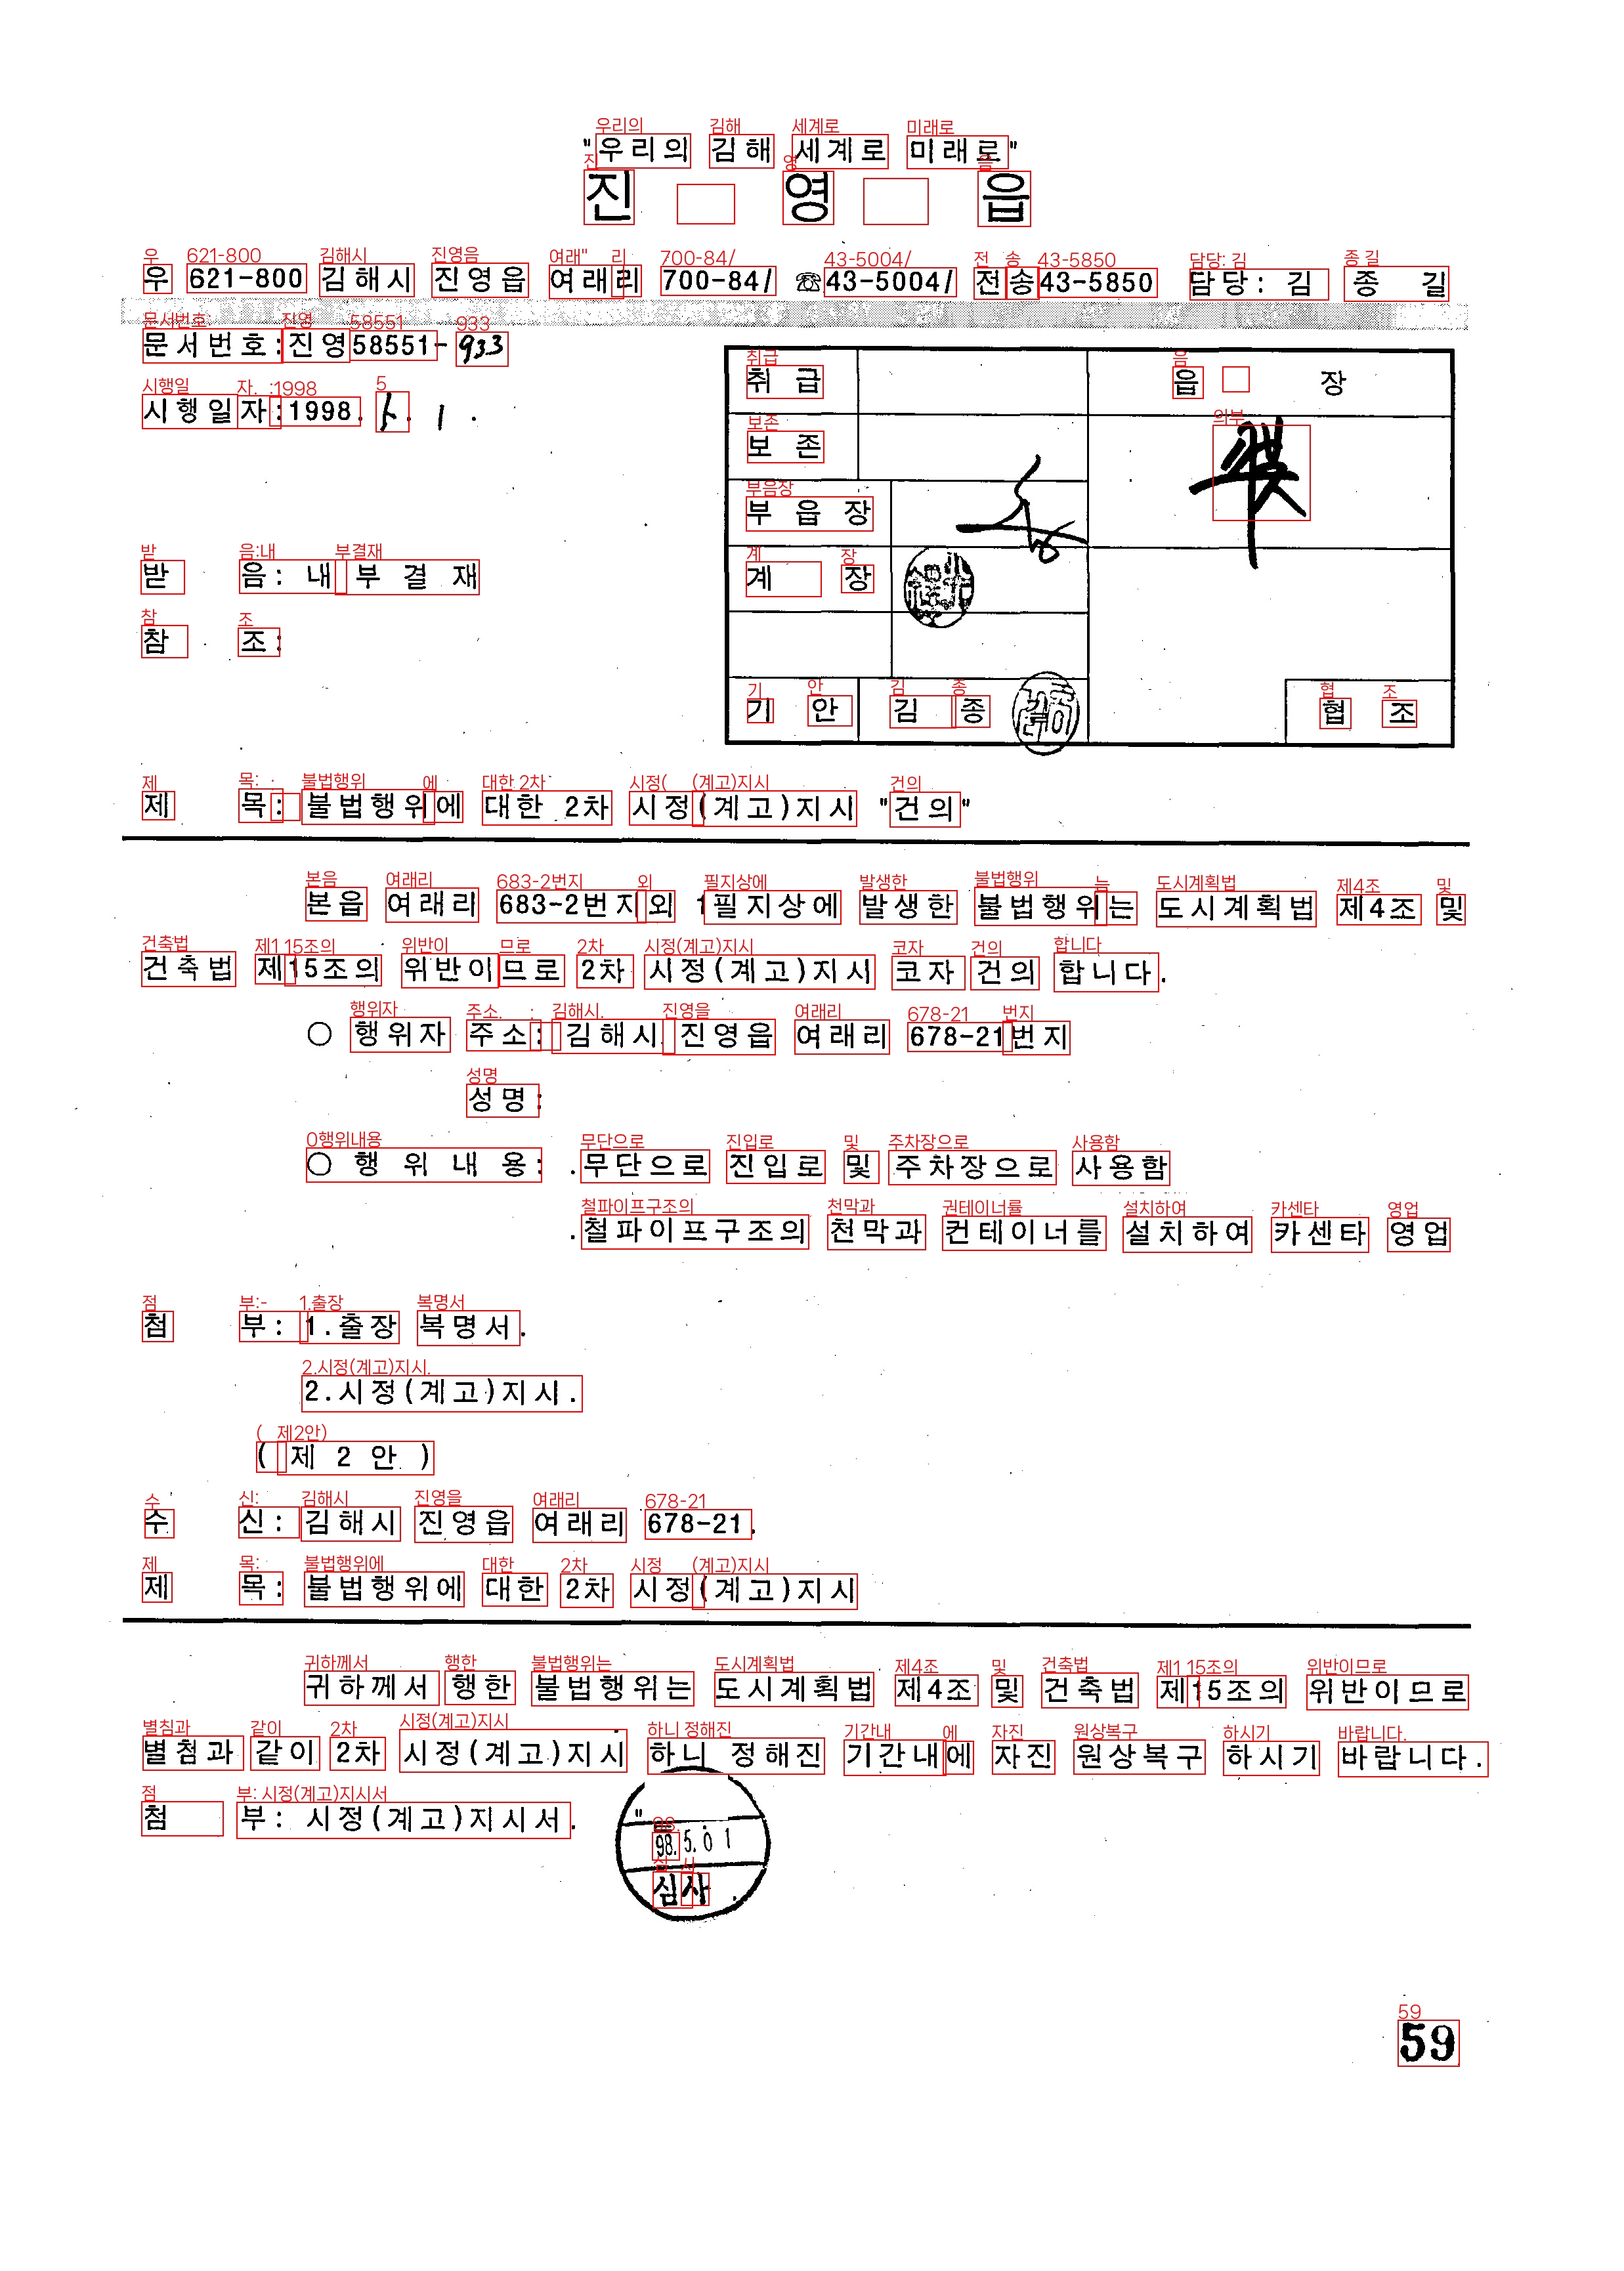 "우리의 김해 세계로 미래로"
진 영 읍
우 621-800 김해시 진영읍 여래리 700-84/ ☏43-5004/ 전송43-5850 담당: 김 종 길
문서번호:진영58551-933
시행일자:1998. 5. 1.
취 급
읍 장
보 존
부 읍 장
계 장
받 음: 내 부 결 재
참 조:
기 안 김 종
협 조
제 목: 불법행위에 대한 2차 시정(계고)지시 "건의"
본읍 여래리 683-2번지외 1필지상에 발생한 불법행위는 도시계획법 제4조 및
건축법 제15조의 위반이므로 2차 시정(계고)지시 코자 건의 합니다.
○ 행위자 주소: 김해시 진영읍 여래리 678-21번지
성명:
○ 행 위 내 용: .무단으로 진입로 및 주차장으로 사용함
.철파이프구조의 천막과 컨테이너를 설치하여 카센타 영업
첨 부: 1.출장 복명서.
2.시정(계고)지시.
( 제 2 안 )
수 신: 김해시 진영읍 여래리 678-21.
제 목: 불법행위에 대한 2차 시정(계고)지시
귀하께서 행한 불법행위는 도시계획법 제4조 및 건축법 제15조의 위반이므로
별첨과 같이 2차 시정(계고)지시 하니 정해진 기간내에 자진 원상복구 하시기 바랍니다.
첨 부: 시정(계고)지시서.
98. 5. 01
심사
59